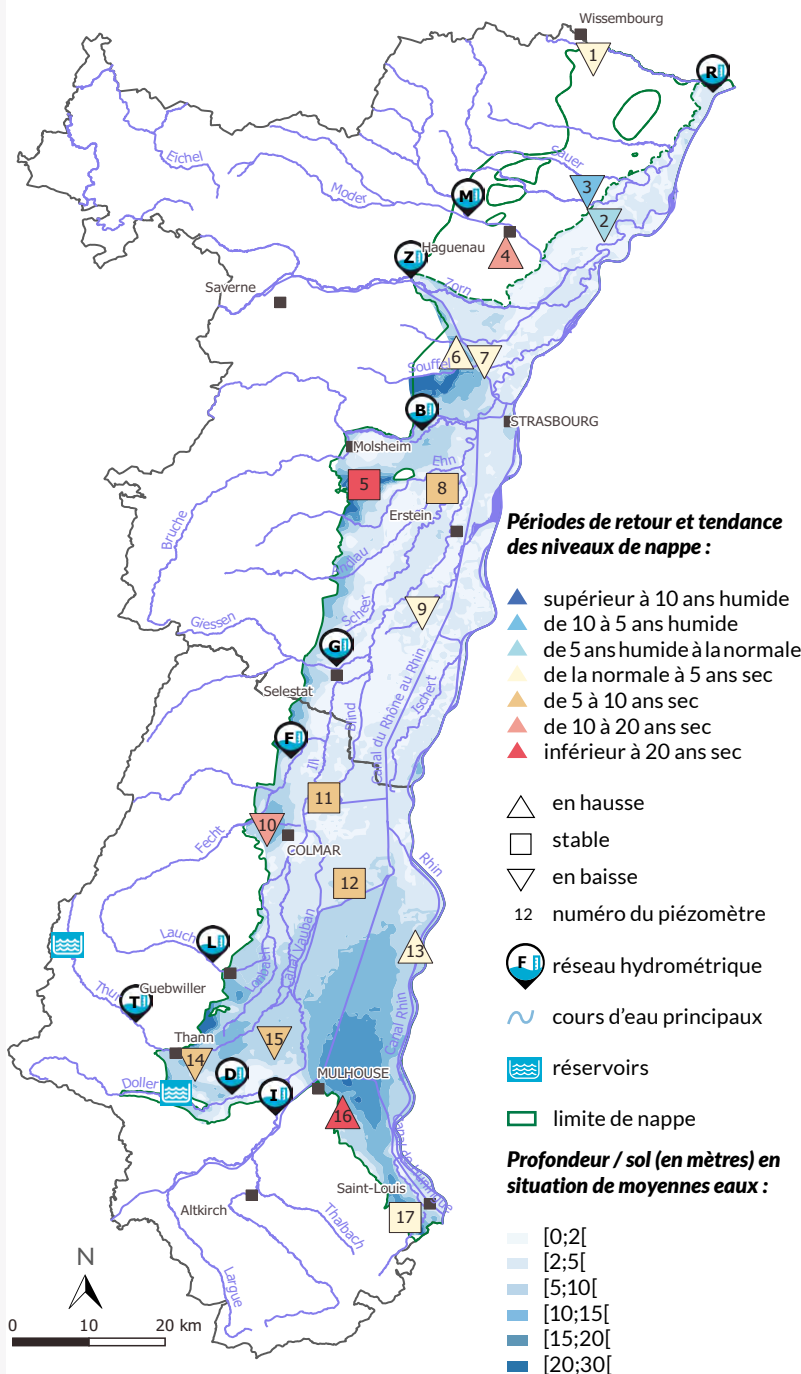 Wissembourg
1
R
Eichel
Sauer
Moder
M
3
2
Haguenau
4
Z
Zorn
Saverne
6
7
Souffel
B
STRASBOURG
Molsheim
Ehn
5
8
Erstein
Bruche
Andlau
Giessen
Scheer
9
G
Selestat
Blind
Canal du Rhône au Rhin
Ischert
F
Ill
11
10
Fecht
COLMAR
Rhin
12
13
Lauch
L
Canal Vauban
Guebwiller
Thur
T
Canal Rhin
Thann
15
14
MULHOUSE
Doller
D
I
16
Saint-Louis
Altkirch
Thalbach
17
Largue
N
0 10 20 km
Périodes de retour et tendance
des niveaux de nappe :
supérieur à 10 ans humide
de 10 à 5 ans humide
de 5 ans humide à la normale
de la normale à 5 ans sec
de 5 à 10 ans sec
de 10 à 20 ans sec
inférieur à 20 ans sec
en hausse
stable
en baisse
12 numéro du piézomètre
F réseau hydrométrique
cours d'eau principaux
réservoirs
limite de nappe
Profondeur / sol (en mètres) en
situation de moyennes eaux :
[0;2[
[2;5[
[5;10[
[10;15[
[15;20[
[20;30[